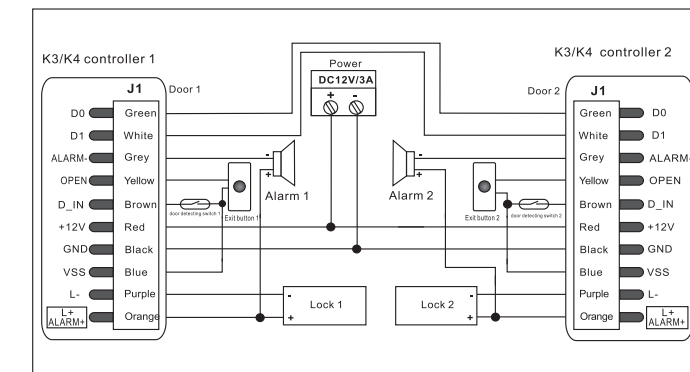 K3/K4 controller 1
J1
Door 1
D0 Green
D1 White
ALARM- Grey
OPEN Yellow
D_IN Brown
+12V Red
GND Black
VSS Blue
L- Purple
L+
ALARM+
Orange
Power
DC12V/3A
+ -
-
+
Alarm 1
Exit button 1
door detecting switch 1
-
+
Lock 1
-
+
Alarm 2
Exit button 2
door detecting switch 2
Lock 2
-
+
K3/K4 controller 2
Door 2
J1
Green D0
White D1
Grey ALARM-
Yellow OPEN
Brown D_IN
Red +12V
Black GND
Blue VSS
Purple L-
Orange
L+
ALARM+